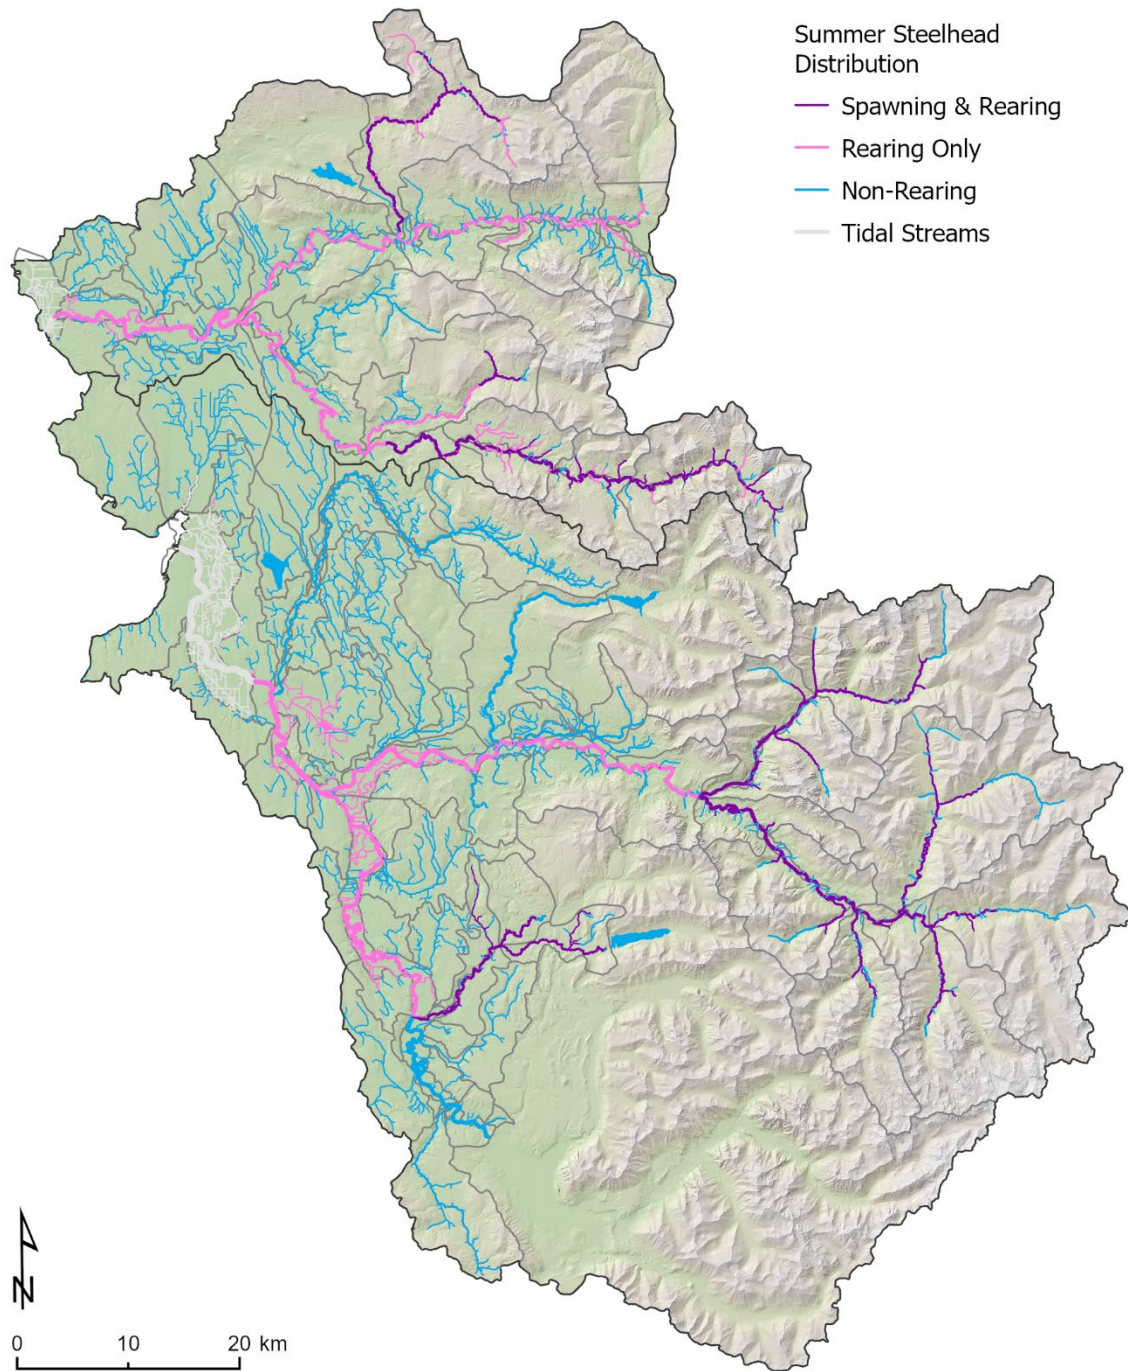 Summer Steelhead
Distribution
Spawning & Rearing
Rearing Only
Non-Rearing
Tidal Streams
N
0 10 20 km